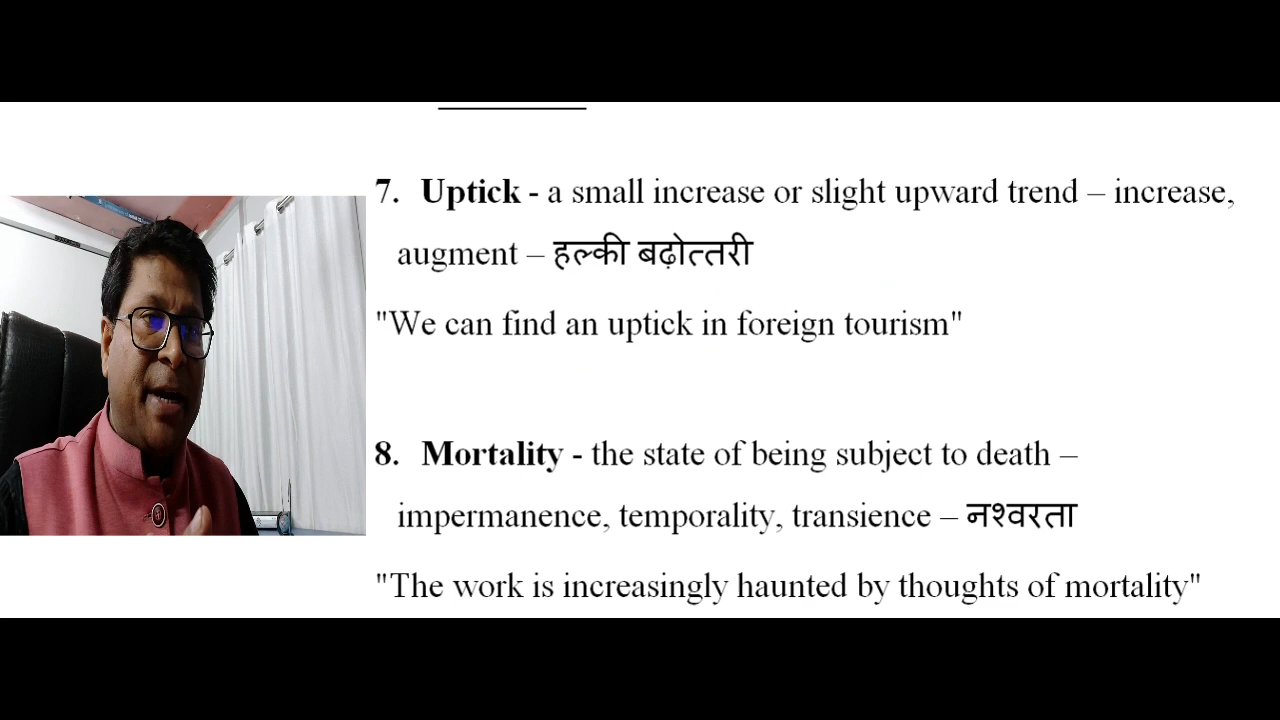 7. Uptick - a small increase or slight upward trend – increase,
augment – हल्की बढ़ोत्तरी
"We can find an uptick in foreign tourism"
8. Mortality - the state of being subject to death –
impermanence, temporality, transience – नश्वरता
"The work is increasingly haunted by thoughts of mortality"